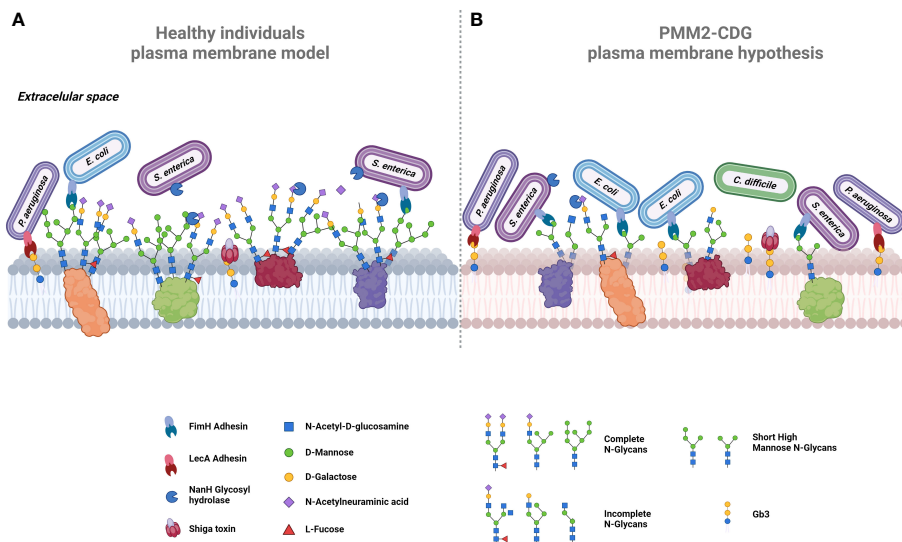 A
Healthy individuals
plasma membrane model
Extracelular space
P. aeruginosa
E. coli
S. enterica
S. enterica
B
PMM2-CDG
plasma membrane hypothesis
P. aeruginosa
S. enterica
E. coli
E. coli
C. difficile
S. enterica
P. aeruginosa
FimH Adhesin
LecA Adhesin
NanH Glycosyl
hydrolase
Shiga toxin
N-Acetyl-D-glucosamine
D-Mannose
D-Galactose
N-Acetylneuraminic acid
L-Fucose
Complete
N-Glycans
Incomplete
N-Glycans
Short High
Mannose N-Glycans
Gb3